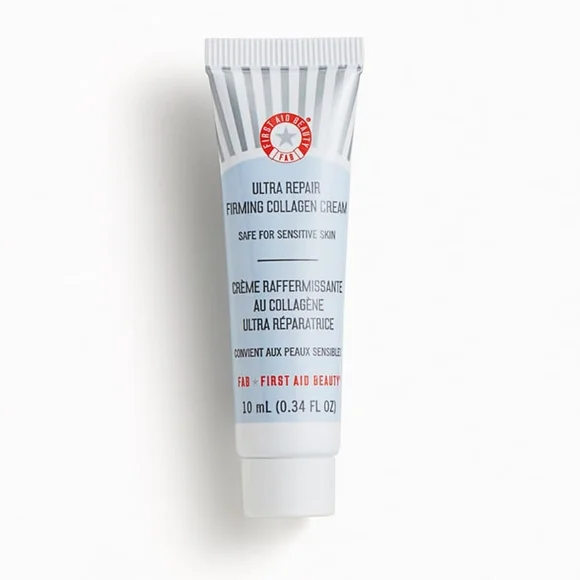 FIRST AID BEAUTY®
FAB
ULTRA REPAIR
FIRMING COLLAGEN CREAM
SAFE FOR SENSITIVE SKIN
CRÈME RAFFERMISSANTE
AU COLLAGÈNE
ULTRA RÉPARATRICE
CONVIENT AUX PEAUX SENSIBLES
FAB ★ FIRST AID BEAUTY®
10 mL (0.34 FL OZ)